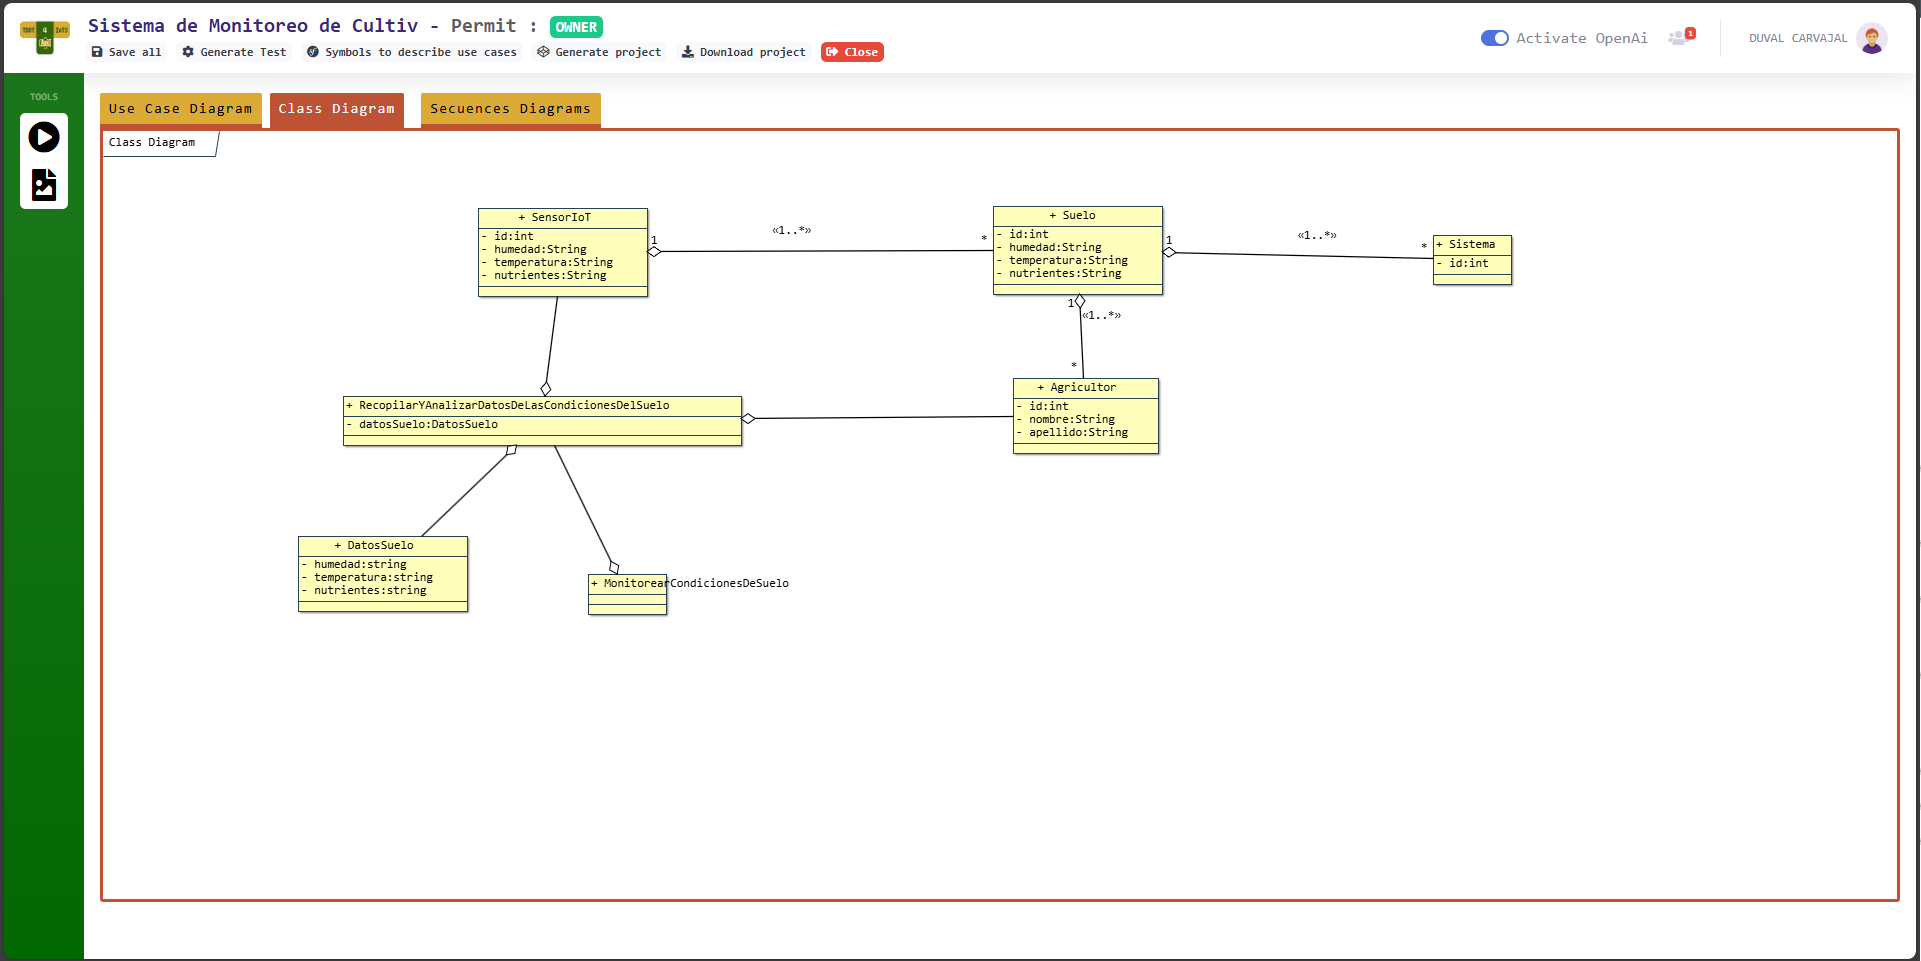 TDDT 4 IoTS
Sistema de Monitoreo de Cultiv - Permit : OWNER
Save all Generate Test Symbols to describe use cases Generate project Download project Close
Activate OpenAi 1 DUVAL CARVAJAL
TOOLS
Use Case Diagram Class Diagram Secuences Diagrams
Class Diagram
+ SensorIoT
- id:int
- humedad:String
- temperatura:String
- nutrientes:String
1 «1..*» *
+ Suelo
- id:int
- humedad:String
- temperatura:String
- nutrientes:String
1 «1..*» *
+ Sistema
- id:int
1 «1..*»
*
+ Agricultor
- id:int
- nombre:String
- apellido:String
+ RecopilarYAnalizarDatosDeLasCondicionesDelSuelo
- datosSuelo:DatosSuelo
+ DatosSuelo
- humedad:string
- temperatura:string
- nutrientes:string
+ MonitorearCondicionesDeSuelo